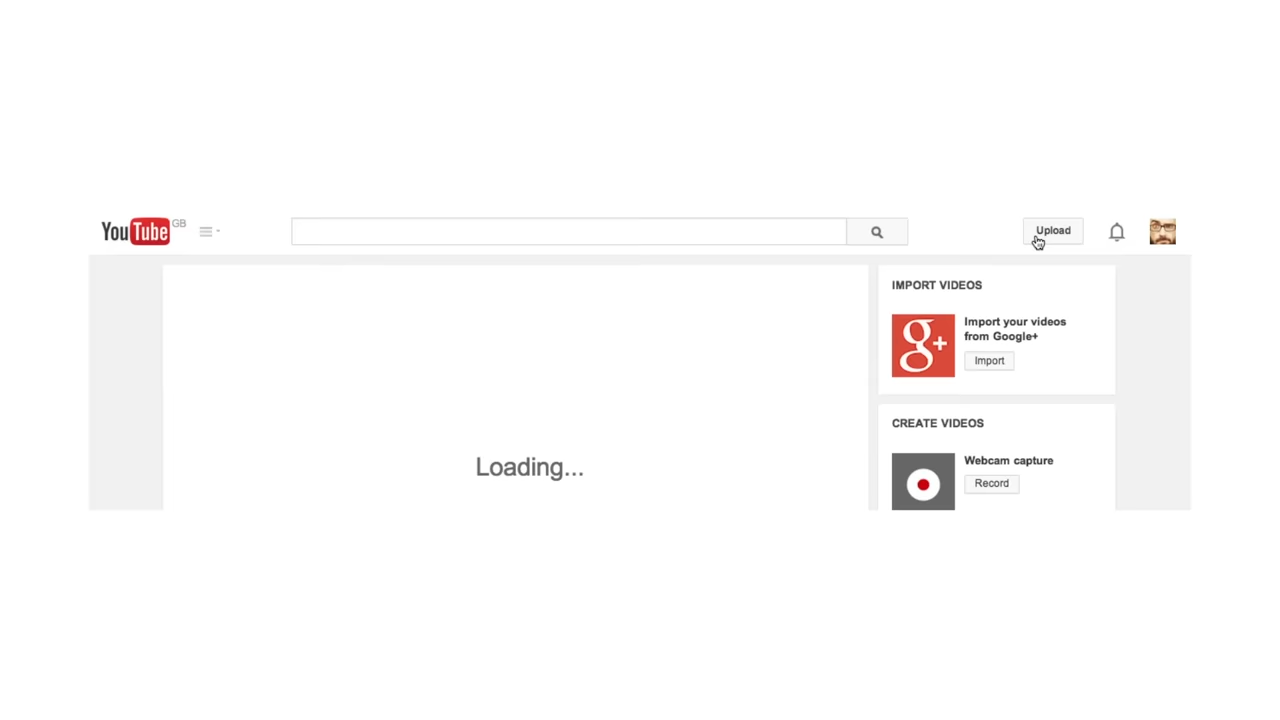 YouTube GB
Upload
IMPORT VIDEOS
Import your videos
from Google+
Import
g+
CREATE VIDEOS
Webcam capture
Record
Loading...